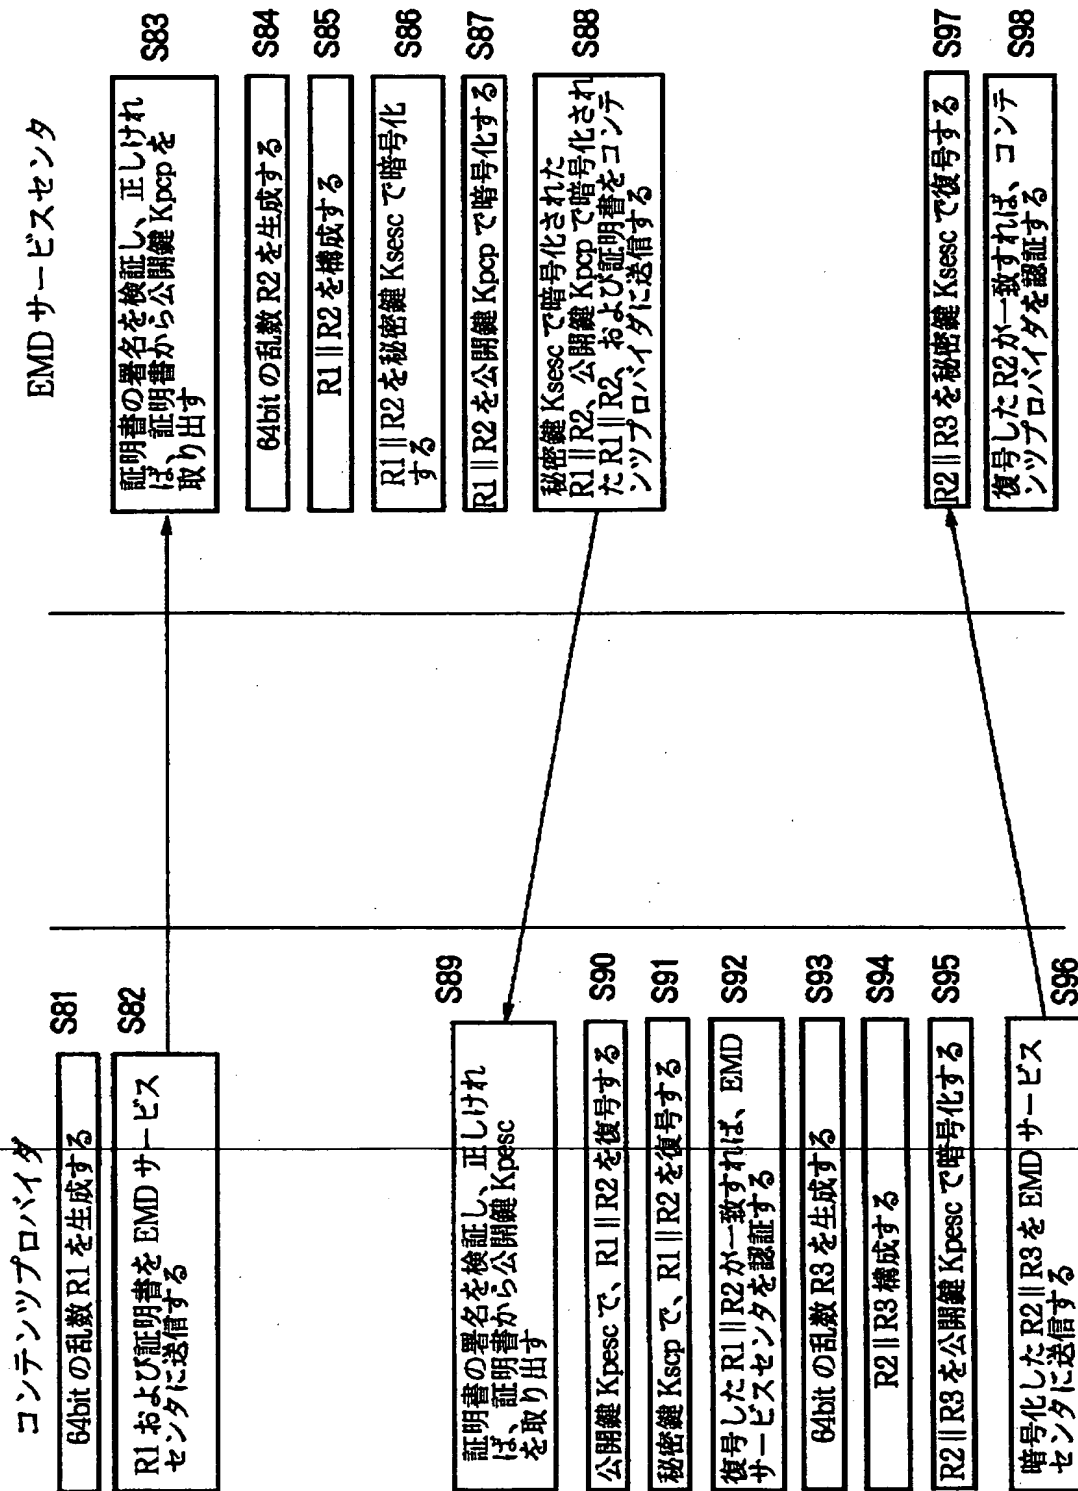 コンテンツプロバイダ
64bit の乱数 R1 を生成する
S81
R1 および証明書を EMD サービス
センタに送信する
S82
EMD サービスセンタ
証明書の署名を検証し、正しけれ
ば、証明書から公開鍵 Kpcp を
取り出す
S83
64bit の乱数 R2 を生成する
S84
R1||R2 を構成する
S85
R1||R2 を秘密鍵 Ksesc で暗号化
する
S86
R1||R2 を公開鍵 Kpcp で暗号化する
S87
秘密鍵 Ksesc で暗号化された
R1||R2、公開鍵 Kpcp で暗号化され
た R1||R2、および証明書をコンテ
ンツプロバイダに送信する
S88
証明書の署名を検証し、正しけれ
ば、証明書から公開鍵 Kpesc
を取り出す
S89
公開鍵 Kpesc で、R1||R2 を復号する
S90
秘密鍵 Kscp で、R1||R2 を復号する
S91
復号した R1||R2 が一致すれば、EMD
サービスセンタを認証する
S92
64bit の乱数 R3 を生成する
S93
R2||R3 構成する
S94
R2||R3 を公開鍵 Kpesc で暗号化する
S95
暗号化した R2||R3 を EMD サービス
センタに送信する
S96
R2||R3 を秘密鍵 Ksesc で復号する
S97
復号した R2 が一致すれば、コンテ
ンツプロバイダを認証する
S98